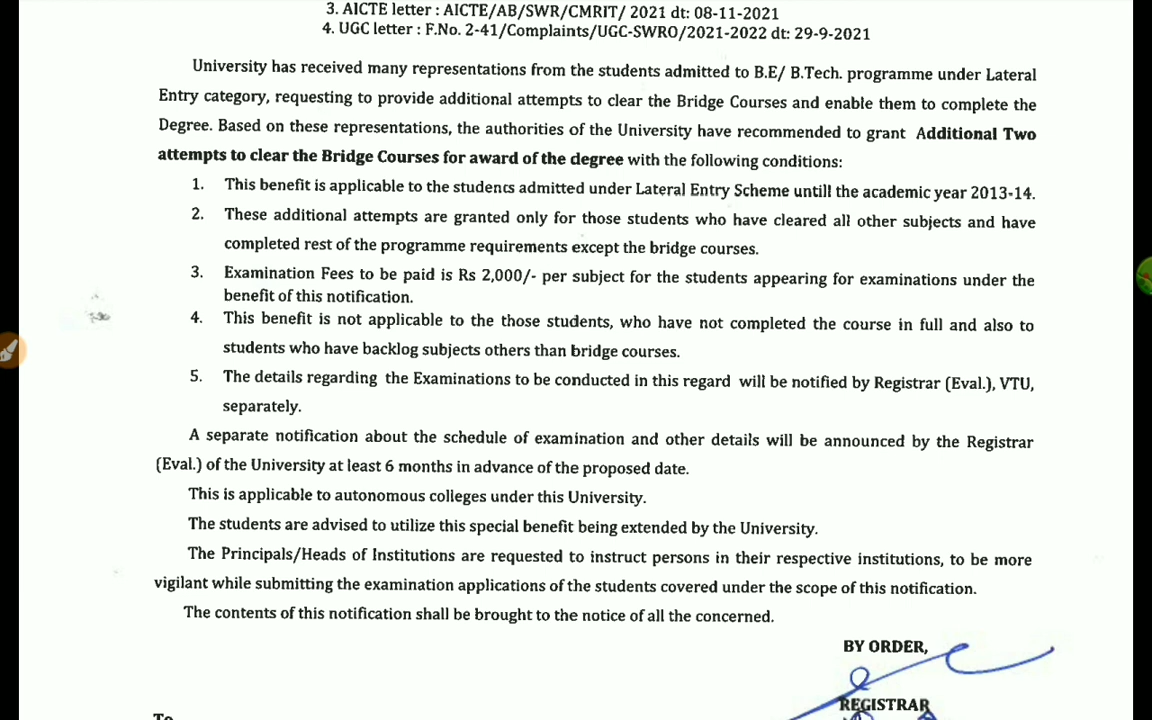 3. AICTE letter : AICTE/AB/SWR/CMRIT/ 2021 dt: 08-11-2021
4. UGC letter : F.No. 2-41/Complaints/UGC-SWRO/2021-2022 dt: 29-9-2021
University has received many representations from the students admitted to B.E/ B.Tech. programme under Lateral
Entry category, requesting to provide additional attempts to clear the Bridge Courses and enable them to complete the
Degree. Based on these representations, the authorities of the University have recommended to grant Additional Two
attempts to clear the Bridge Courses for award of the degree with the following conditions:
1. This benefit is applicable to the students admitted under Lateral Entry Scheme untill the academic year 2013-14.
2. These additional attempts are granted only for those students who have cleared all other subjects and have
completed rest of the programme requirements except the bridge courses.
3. Examination Fees to be paid is Rs 2,000/- per subject for the students appearing for examinations under the
benefit of this notification.
4. This benefit is not applicable to the those students, who have not completed the course in full and also to
students who have backlog subjects others than bridge courses.
5. The details regarding the Examinations to be conducted in this regard will be notified by Registrar (Eval.), VTU,
separately.
A separate notification about the schedule of examination and other details will be announced by the Registrar
(Eval.) of the University at least 6 months in advance of the proposed date.
This is applicable to autonomous colleges under this University.
The students are advised to utilize this special benefit being extended by the University.
The Principals/Heads of Institutions are requested to instruct persons in their respective institutions, to be more
vigilant while submitting the examination applications of the students covered under the scope of this notification.
The contents of this notification shall be brought to the notice of all the concerned.
BY ORDER,
REGISTRAR
To